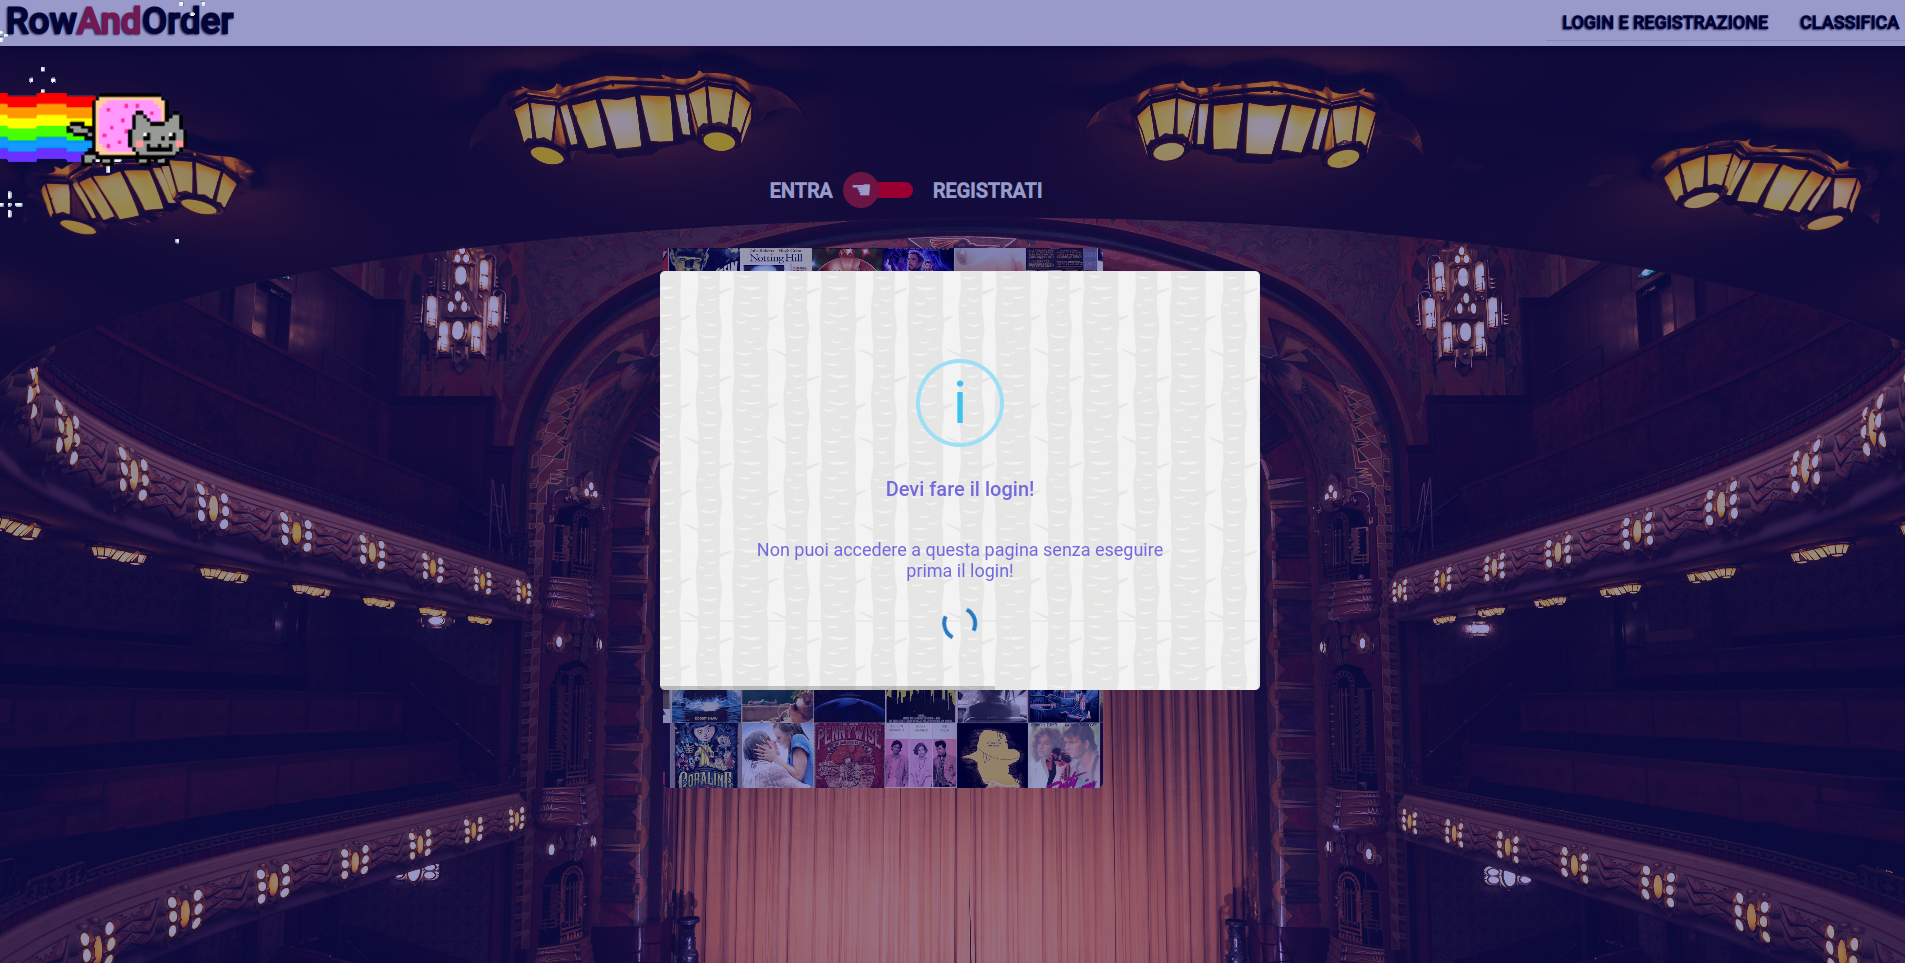 RowAndOrder
LOGIN E REGISTRAZIONE
CLASSIFICA
ENTRA
REGISTRATI
Notting Hill
i
Devi fare il login!
Non puoi accedere a questa pagina senza eseguire
prima il login!
PENNYWISE
CORALINE